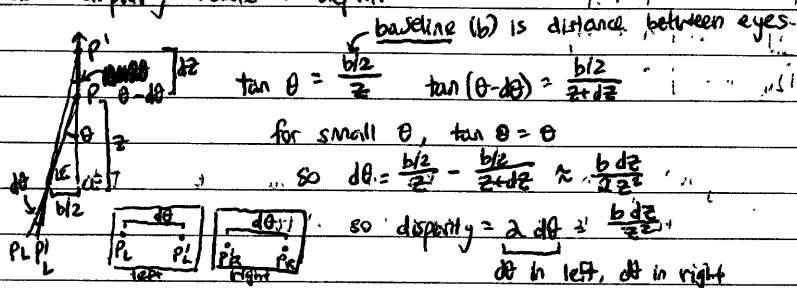 baseline (b) is distance between eyes.
P'
dz
P θ-dθ
tan θ = b/2 / z tan (θ-dθ) = b/2 / z+dz
θ z
for small θ, tan θ = θ
so dθ = b/2 / z - b/2 / z+dz ≈ b dz / 2z²
dθ
b/2
dθ dθ
so disparity = 2 dθ = b dz / z²
PL P'L PL P'L P'R PR
left right
dθ in left, dθ in right